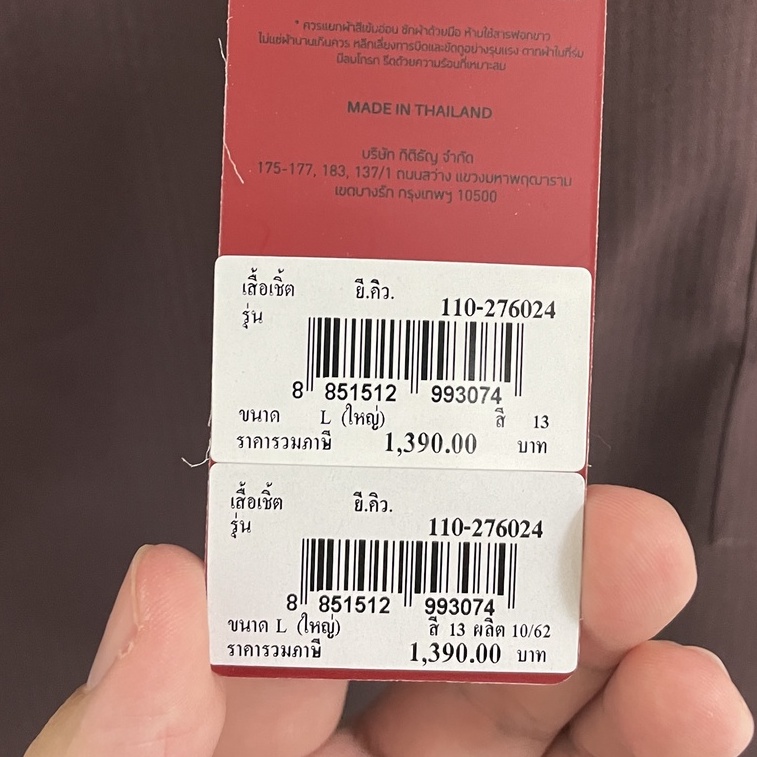 * ควรแยกผ้าสีเข้มอ่อน ซักผ้าด้วยมือ ห้ามใช้สารฟอกขาว
ไม่แช่ผ้านานเกินควร หลีกเลี่ยงการบิดและขัดถูอย่างรุนแรง ตากผ้าในที่ร่ม
มีลมโกรก รีดด้วยความร้อนที่เหมาะสม
MADE IN THAILAND
บริษัท กิติธัญ จำกัด
175-177, 183, 137/1 ถนนสว่าง แขวงมหาพฤฒาราม
เขตบางรัก กรุงเทพฯ 10500
เสื้อเชิ้ต ยี.คิว. 110-276024
รุ่น
8 851512 993074
ขนาด L (ใหญ่) สี 13
ราคารวมภาษี 1,390.00 บาท
เสื้อเชิ้ต ยี.คิว.
รุ่น 110-276024
8 851512 993074
ขนาด L (ใหญ่) สี 13 ผลิต 10/62
ราคารวมภาษี 1,390.00 บาท